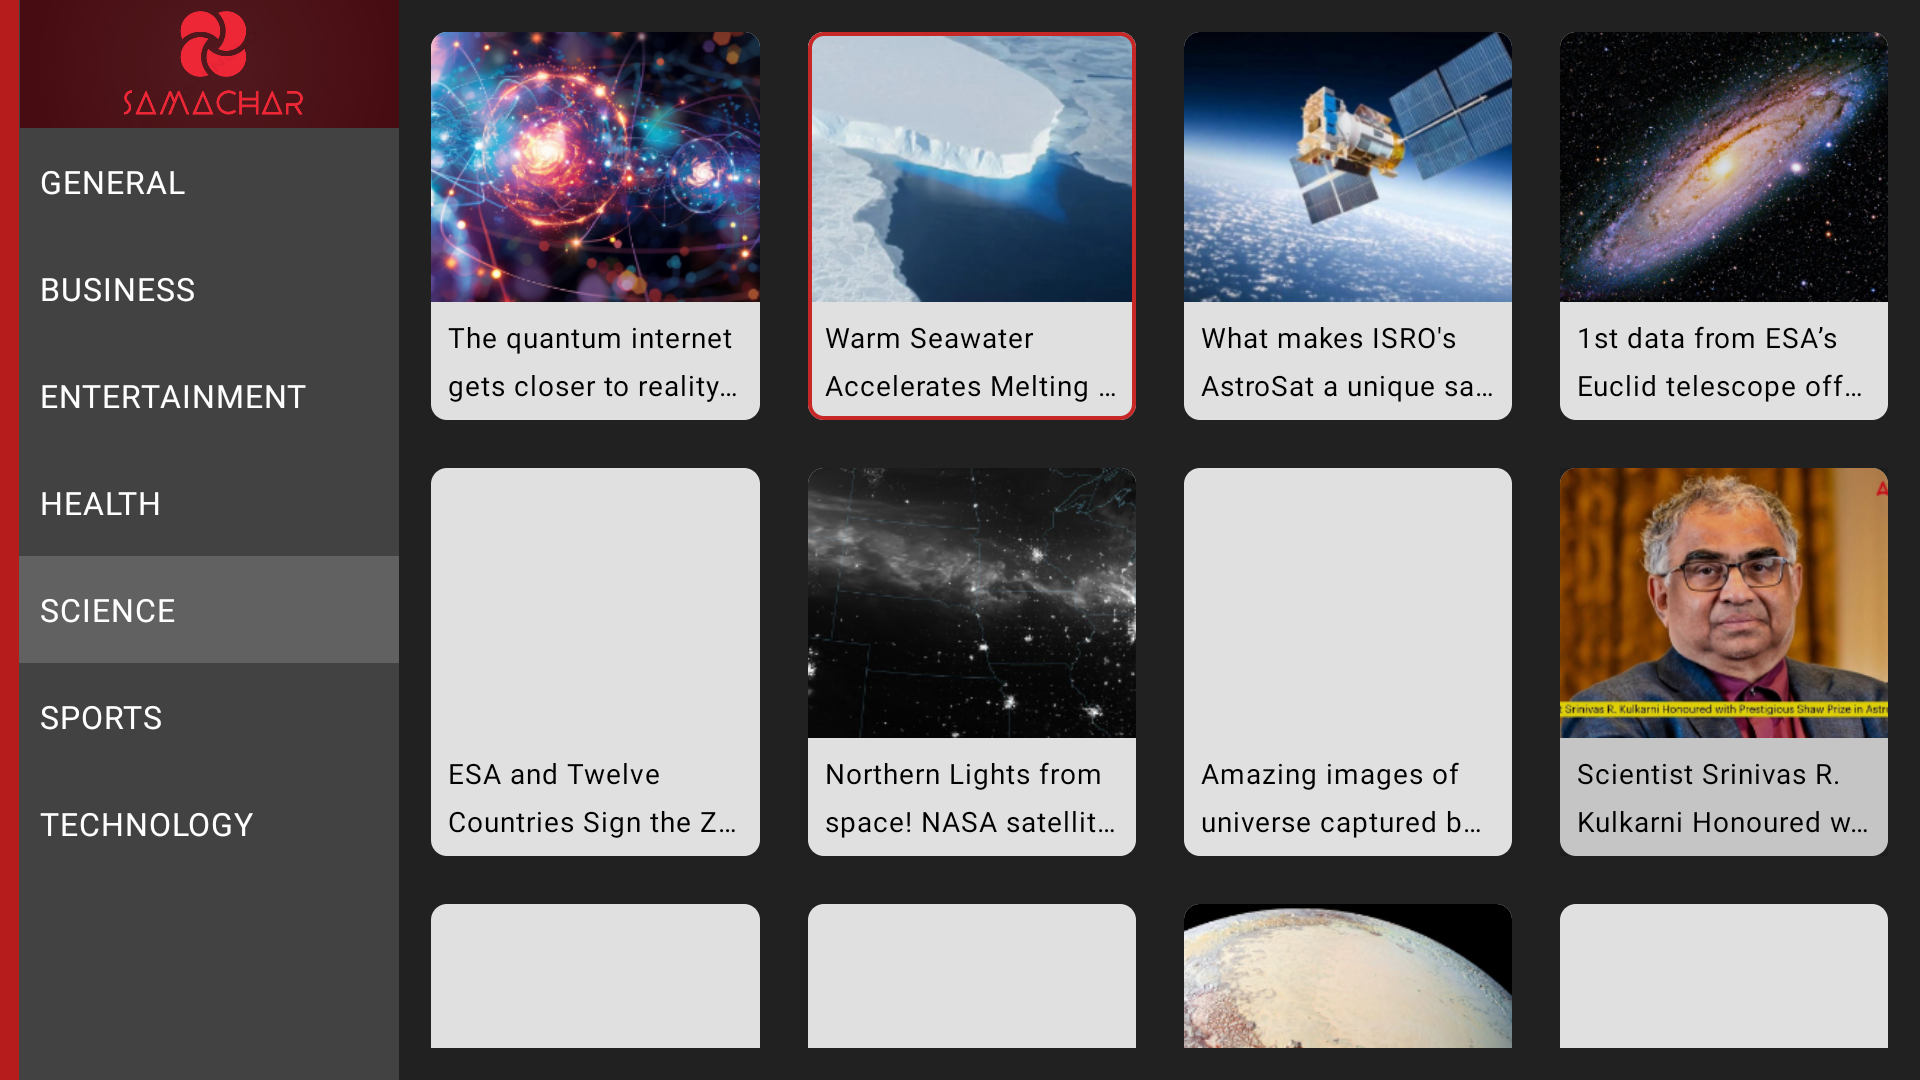 SAMACHAR
GENERAL
BUSINESS
ENTERTAINMENT
HEALTH
SCIENCE
SPORTS
TECHNOLOGY
The quantum internet
gets closer to reality…
Warm Seawater
Accelerates Melting …
What makes ISRO's
AstroSat a unique sa…
1st data from ESA’s
Euclid telescope off…
ESA and Twelve
Countries Sign the Z…
Northern Lights from
space! NASA satellit…
Amazing images of
universe captured b…
Srinivas R. Kulkarni Honoured with Prestigious Shaw Prize in Astr
Scientist Srinivas R.
Kulkarni Honoured w…